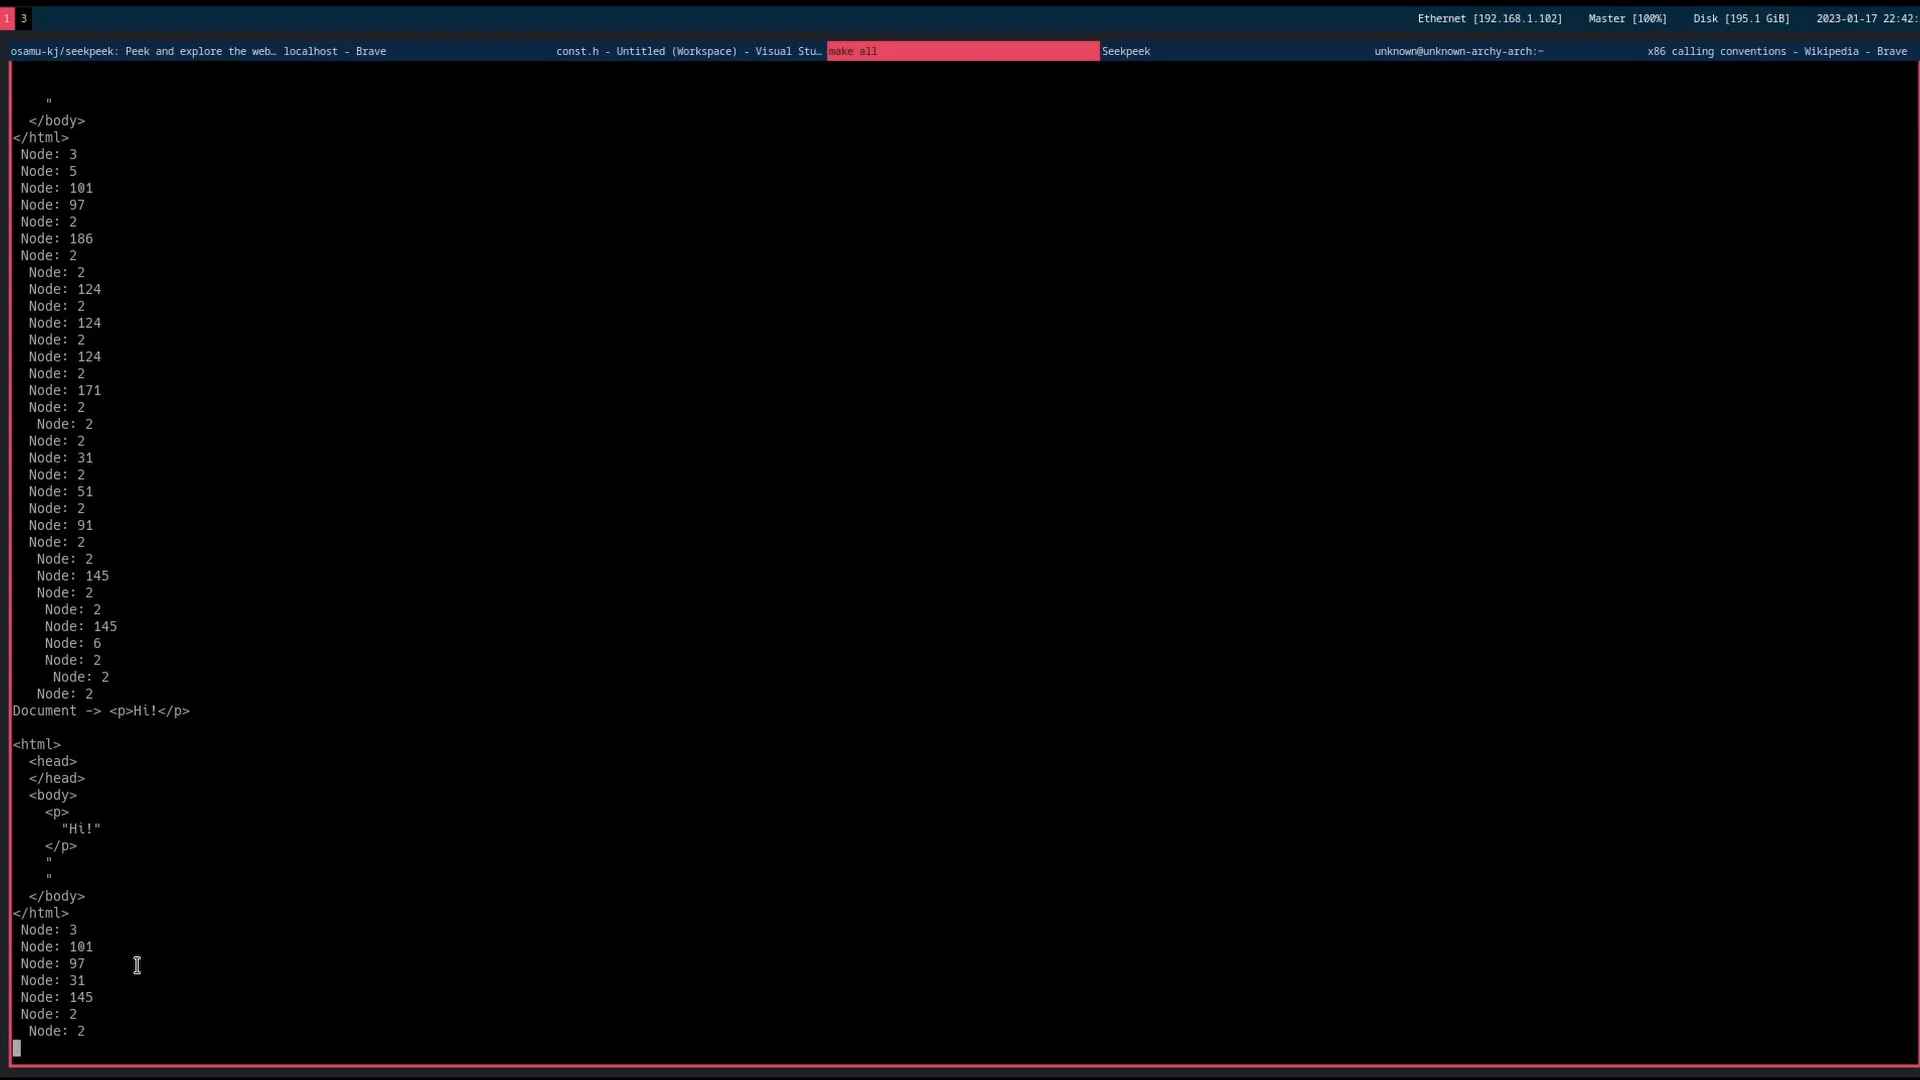 1 3 Ethernet [192.168.1.102] Master [100%] Disk [195.1 GiB] 2023-01-17 22:42:
osamu-kj/seekpeek: Peek and explore the web… localhost - Brave const.h - Untitled (Workspace) - Visual Stu… make all Seekpeek unknown@unknown-archy-arch:~ x86 calling conventions - Wikipedia - Brave
"
</body>
</html>
Node: 3
Node: 5
Node: 101
Node: 97
Node: 2
Node: 186
Node: 2
Node: 2
Node: 124
Node: 2
Node: 124
Node: 2
Node: 124
Node: 2
Node: 171
Node: 2
Node: 2
Node: 2
Node: 31
Node: 2
Node: 51
Node: 2
Node: 91
Node: 2
Node: 2
Node: 145
Node: 2
Node: 2
Node: 145
Node: 6
Node: 2
Node: 2
Node: 2
Document -> <p>Hi!</p>
<html>
<head>
</head>
<body>
<p>
"Hi!"
</p>
"
"
</body>
</html>
Node: 3
Node: 101
Node: 97
Node: 31
Node: 145
Node: 2
Node: 2